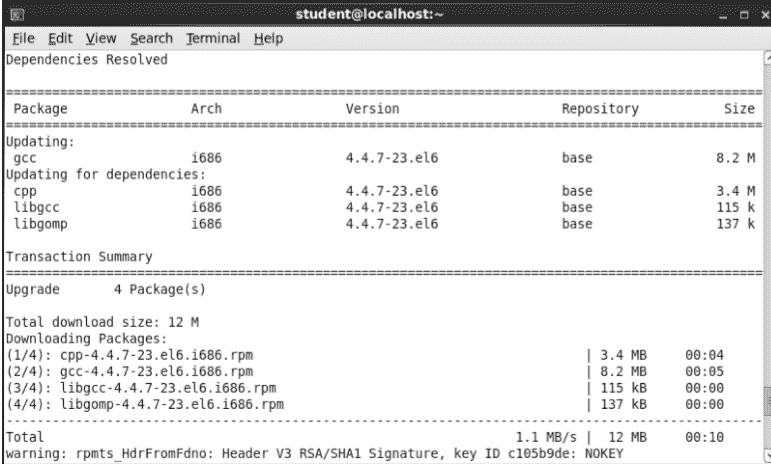 student@localhost:~
File Edit View Search Terminal Help
Dependencies Resolved
================================================================================
 Package Arch Version Repository Size
================================================================================
Updating:
 gcc i686 4.4.7-23.el6 base 8.2 M
Updating for dependencies:
 cpp i686 4.4.7-23.el6 base 3.4 M
 libgcc i686 4.4.7-23.el6 base 115 k
 libgomp i686 4.4.7-23.el6 base 137 k
Transaction Summary
================================================================================
Upgrade 4 Package(s)
Total download size: 12 M
Downloading Packages:
(1/4): cpp-4.4.7-23.el6.i686.rpm | 3.4 MB 00:04
(2/4): gcc-4.4.7-23.el6.i686.rpm | 8.2 MB 00:05
(3/4): libgcc-4.4.7-23.el6.i686.rpm | 115 kB 00:00
(4/4): libgomp-4.4.7-23.el6.i686.rpm | 137 kB 00:00
--------------------------------------------------------------------------------
Total 1.1 MB/s | 12 MB 00:10
warning: rpmts_HdrFromFdno: Header V3 RSA/SHA1 Signature, key ID c105b9de: NOKEY